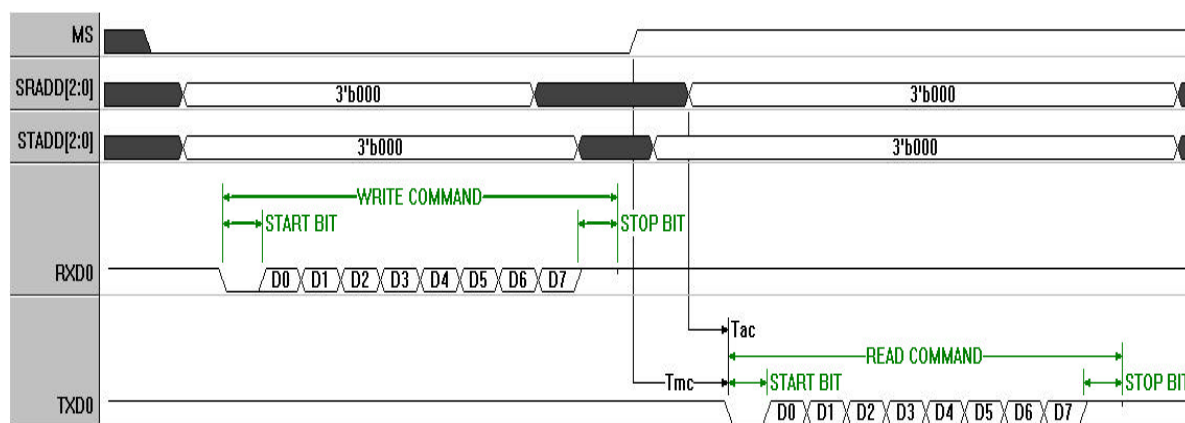 MS
SRADD[2:0] 3'b000 3'b000
STADD[2:0] 3'b000 3'b000
WRITE COMMAND
START BIT STOP BIT
RXD0 D0 D1 D2 D3 D4 D5 D6 D7
Tac
READ COMMAND
Tmc START BIT STOP BIT
TXD0 D0 D1 D2 D3 D4 D5 D6 D7